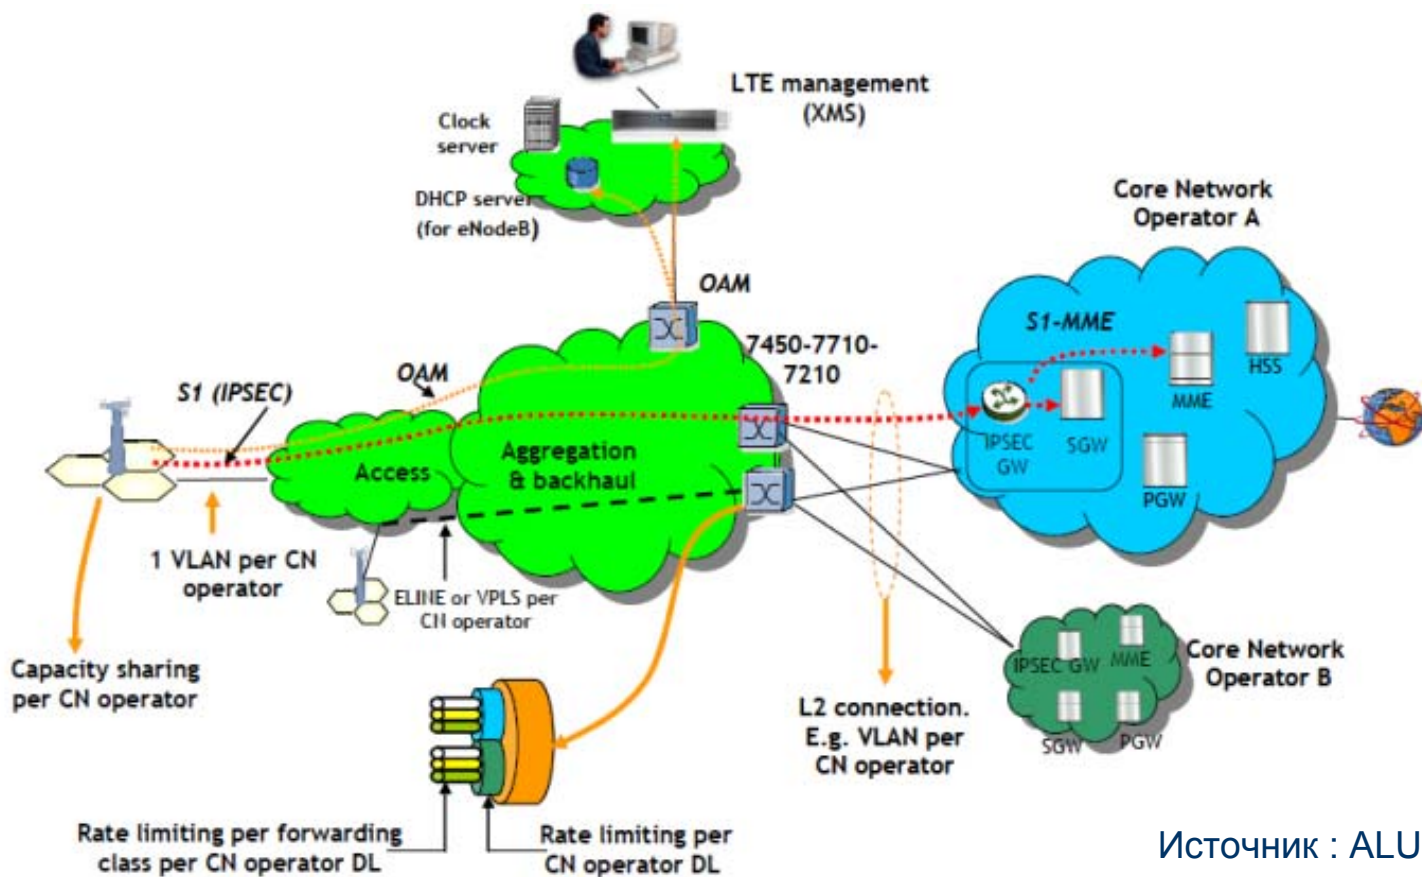 LTE management
(XMS)
Clock
server
DHCP server
(for eNodeB)
OAM
Core Network
Operator A
7450-7710-
7210
S1-MME
HSS
MME
IPSEC
GW
SGW
PGW
S1 (IPSEC)
OAM
Access
Aggregation
& backhaul
1 VLAN per CN
operator
ELINE or VPLS per
CN operator
Capacity sharing
per CN operator
L2 connection.
E.g. VLAN per
CN operator
Core Network
Operator B
IPSEC GW
MME
SGW
PGW
Rate limiting per forwarding
class per CN operator DL
Rate limiting per
CN operator DL
Источник : ALU